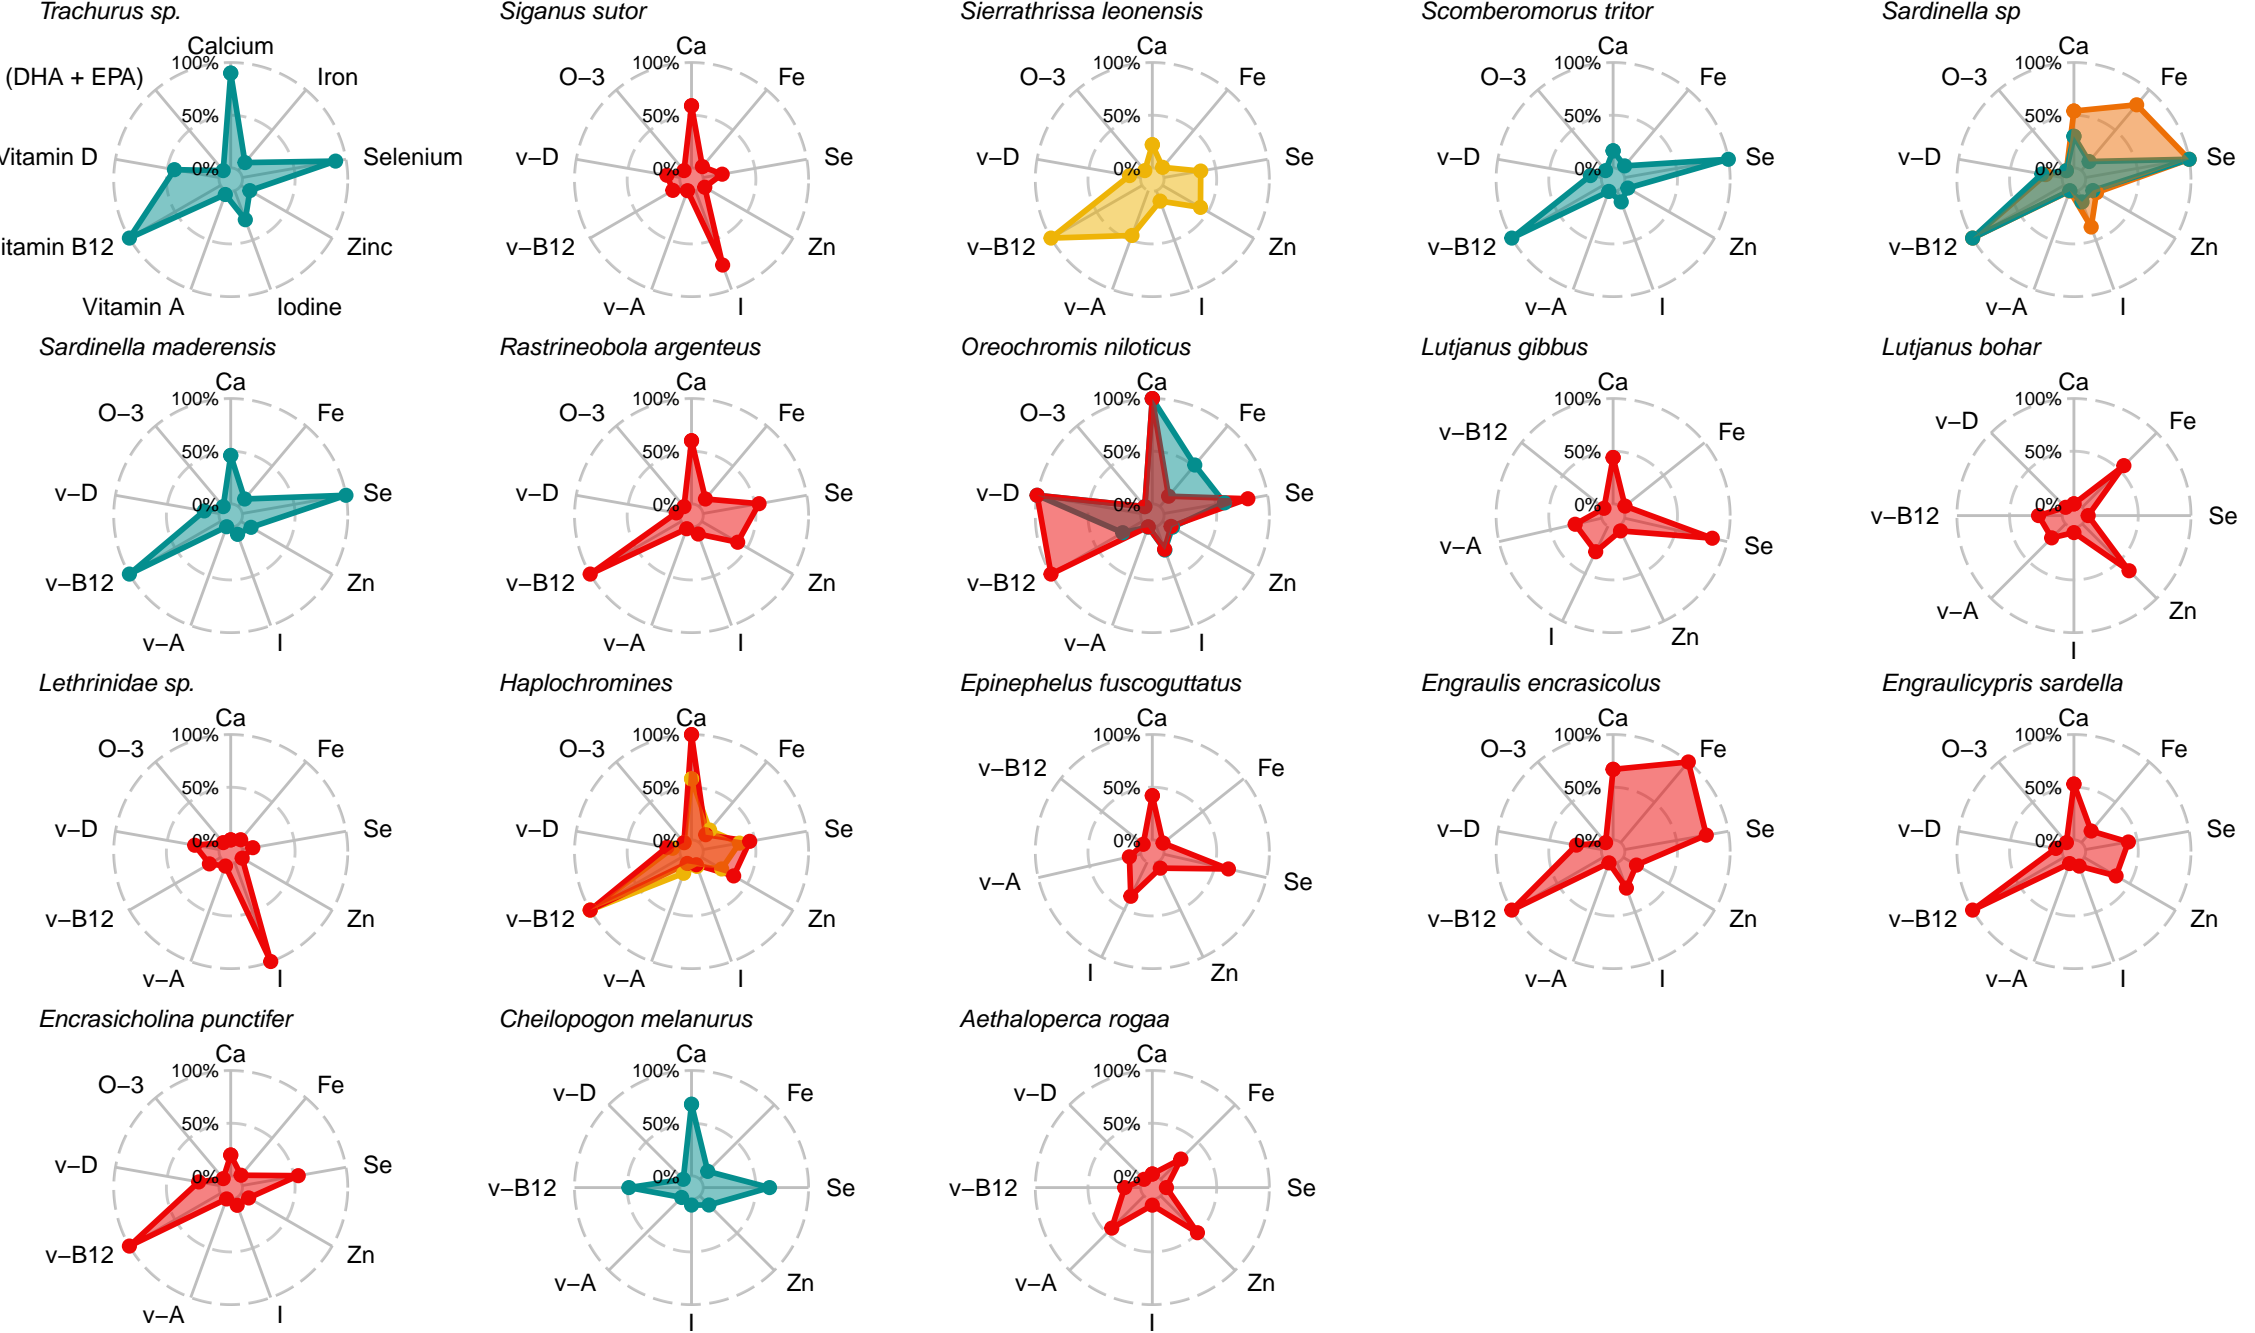 Trachurus sp.
Calcium
100%
(DHA + EPA)
Iron
50%
Vitamin D
0%
Selenium
itamin B12
Zinc
Vitamin A
Iodine
Siganus sutor
Ca
100%
O−3
Fe
50%
v−D
0%
Se
v−B12
Zn
v−A
I
Sierrathrissa leonensis
Ca
100%
O−3
Fe
50%
v−D
0%
Se
v−B12
Zn
v−A
I
Scomberomorus tritor
Ca
100%
O−3
Fe
50%
v−D
0%
Se
v−B12
Zn
v−A
I
Sardinella sp
Ca
100%
O−3
Fe
50%
v−D
0%
Se
v−B12
Zn
v−A
I
Sardinella maderensis
Ca
100%
O−3
Fe
50%
v−D
0%
Se
v−B12
Zn
v−A
I
Rastrineobola argenteus
Ca
100%
O−3
Fe
50%
v−D
0%
Se
v−B12
Zn
v−A
I
Oreochromis niloticus
Ca
100%
O−3
Fe
50%
v−D
0%
Se
v−B12
Zn
v−A
I
Lutjanus gibbus
Ca
100%
v−B12
Fe
50%
0%
v−A
Se
I
Zn
Lutjanus bohar
Ca
100%
v−D
Fe
50%
0%
v−B12
Se
v−A
Zn
I
Lethrinidae sp.
Ca
100%
O−3
Fe
50%
v−D
0%
Se
v−B12
Zn
v−A
I
Haplochromines
Ca
100%
O−3
Fe
50%
v−D
0%
Se
v−B12
Zn
v−A
I
Epinephelus fuscoguttatus
Ca
100%
v−B12
Fe
50%
0%
v−A
Se
I
Zn
Engraulis encrasicolus
Ca
100%
O−3
Fe
50%
v−D
0%
Se
v−B12
Zn
v−A
I
Engraulicypris sardella
Ca
100%
O−3
Fe
50%
v−D
0%
Se
v−B12
Zn
v−A
I
Encrasicholina punctifer
Ca
100%
O−3
Fe
50%
v−D
0%
Se
v−B12
Zn
v−A
I
Cheilopogon melanurus
Ca
100%
v−D
Fe
50%
0%
v−B12
Se
v−A
Zn
I
Aethaloperca rogaa
Ca
100%
v−D
Fe
50%
0%
v−B12
Se
v−A
Zn
I